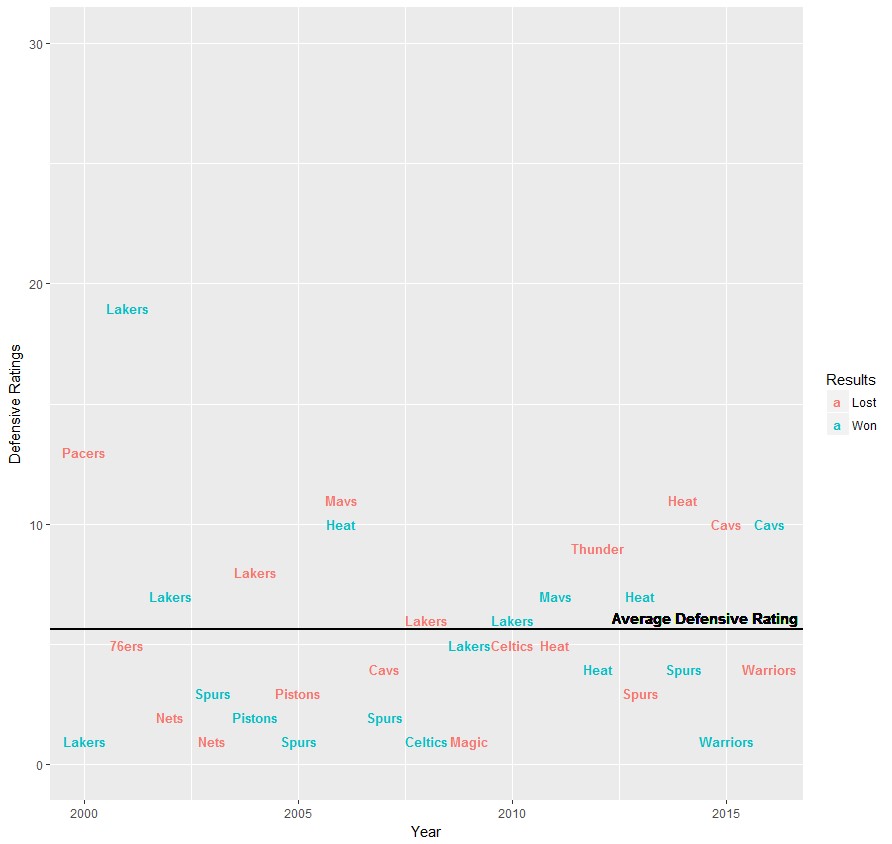 30
Lakers
20
Pacers
Mavs
Heat
10
Heat
Cavs
Cavs
Thunder
Lakers
Lakers
Mavs
Heat
Lakers
Lakers
Average Defensive Rating
76ers
Lakers
Celtics
Heat
Cavs
Heat
Spurs
Warriors
Spurs
Pistons
Spurs
Nets
Pistons
Spurs
Lakers
Nets
Spurs
Celtics
Magic
Warriors
0
2000
2005
2010
2015
Year
Defensive Ratings
Results
a Lost
a Won